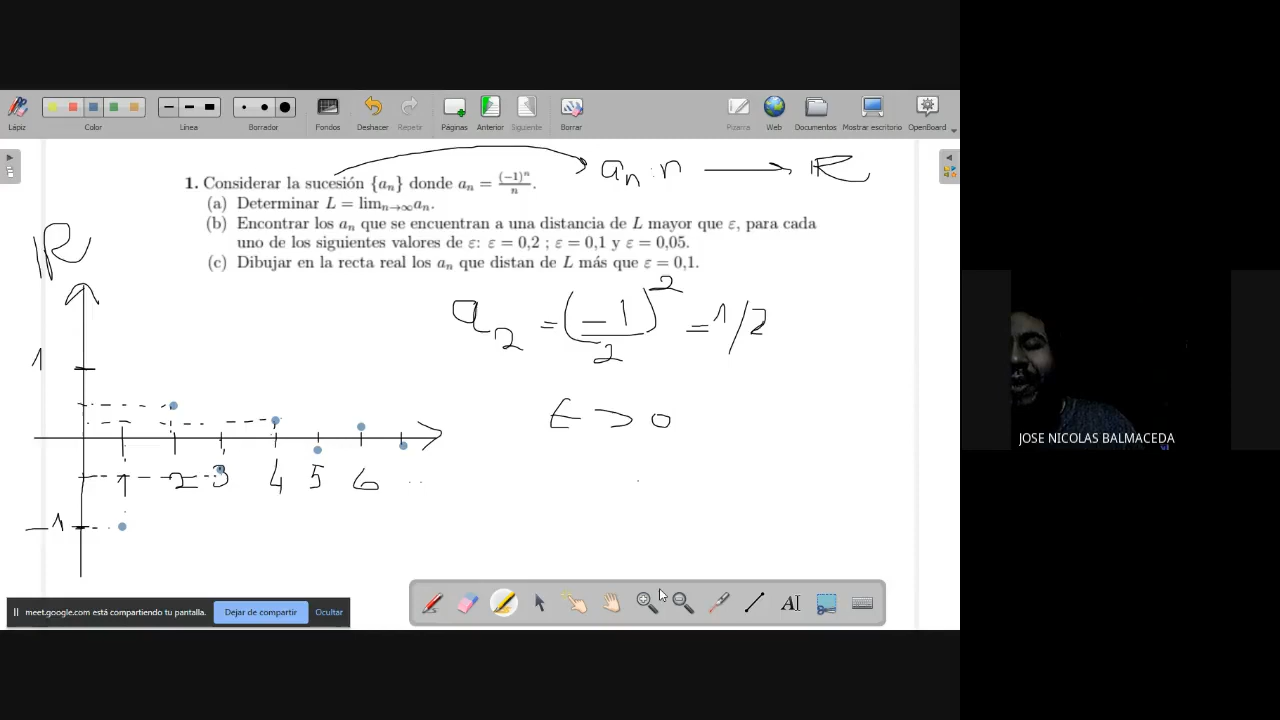 Lápiz Color Línea Borrador Fondos Deshacer Repetir Páginas Anterior Siguiente Borrar Pizarra Web Documentos Mostrar escritorio OpenBoard
a_n : n → ℝ
1. Considerar la sucesión {a_n} donde a_n = (-1)^n/n.
(a) Determinar L = lim_{n→∞} a_n.
(b) Encontrar los a_n que se encuentran a una distancia de L mayor que ε, para cada
uno de los siguientes valores de ε: ε = 0,2 ; ε = 0,1 y ε = 0,05.
(c) Dibujar en la recta real los a_n que distan de L más que ε = 0,1.
ℝ
a_2 = (-1/2)^2 = 1/2
1
ε > 0
1 2 3 4 5 6 ...
-1
JOSE NICOLAS BALMACEDA
meet.google.com está compartiendo tu pantalla. Dejar de compartir Ocultar
AI